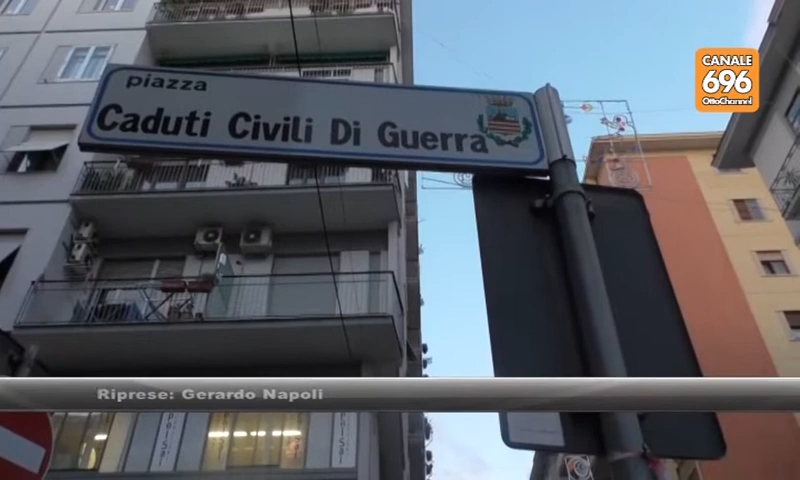 piazza
Caduti Civili Di Guerra
CANALE
696
OttoChannel
Riprese: Gerardo Napoli